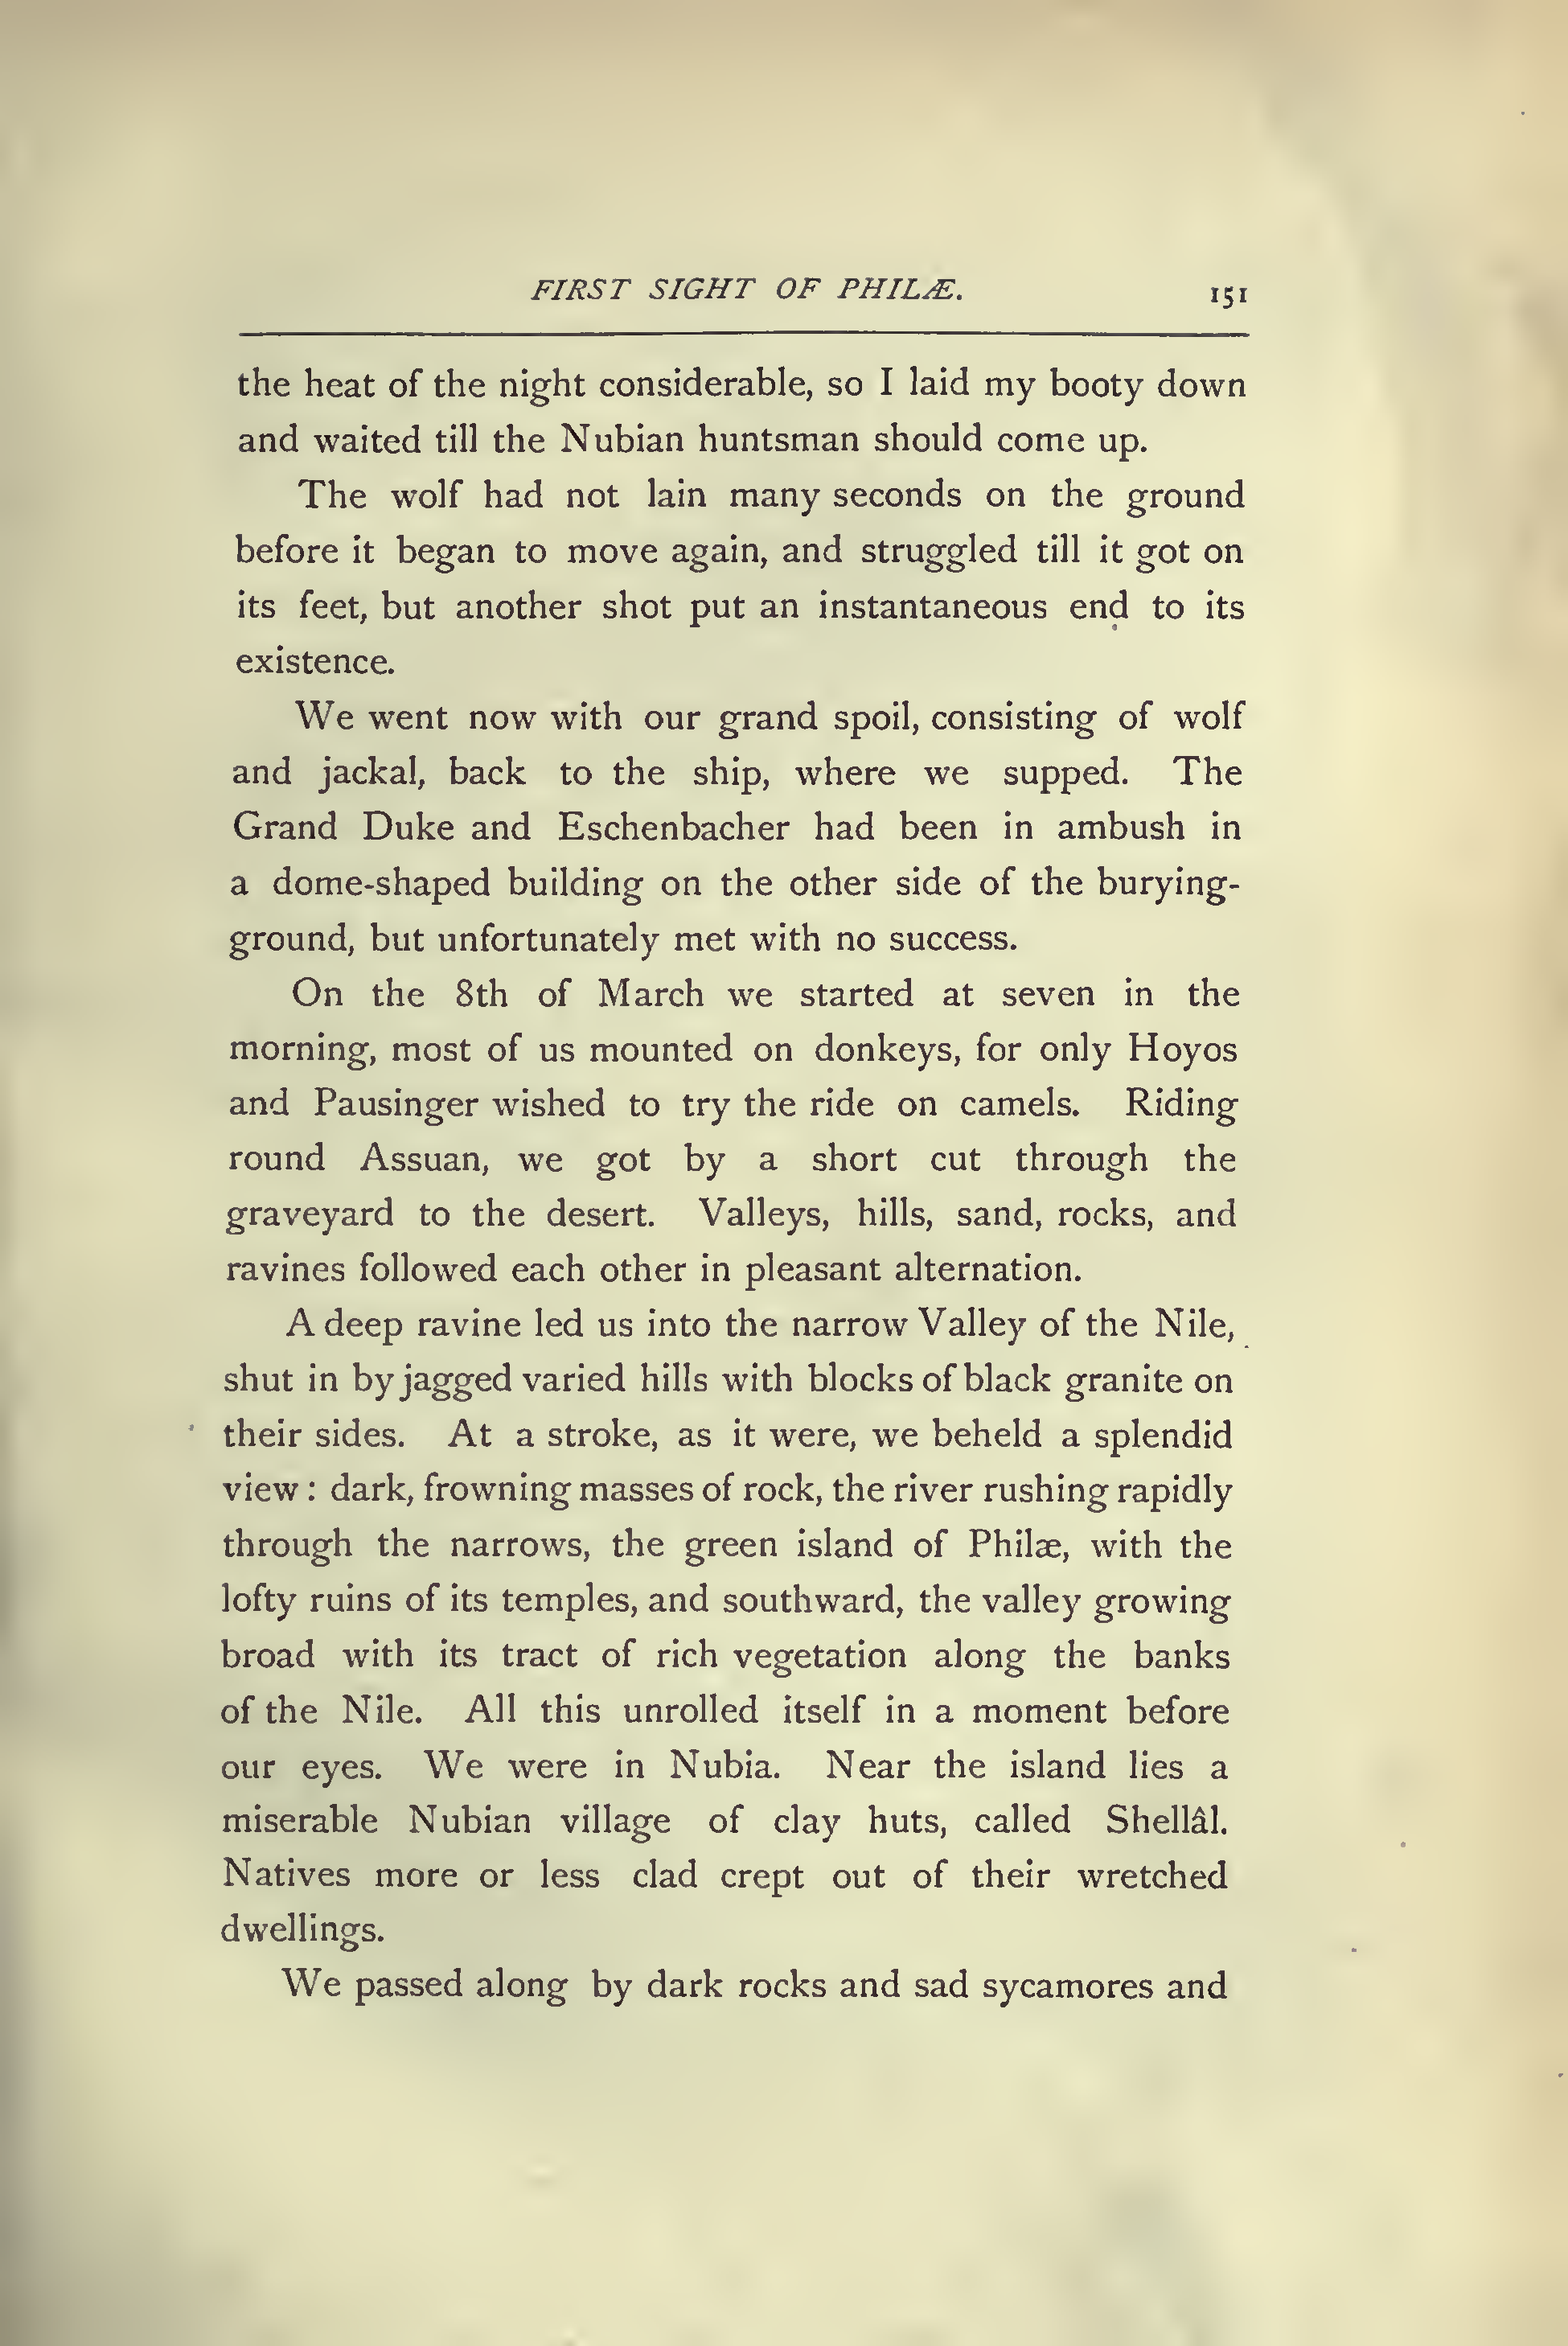 FIRST SIGHT OF PHILÆ. 151
the heat of the night considerable, so I laid my booty down
and waited till the Nubian huntsman should come up.
The wolf had not lain many seconds on the ground
before it began to move again, and struggled till it got on
its feet, but another shot put an instantaneous end to its
existence.
We went now with our grand spoil, consisting of wolf
and jackal, back to the ship, where we supped. The
Grand Duke and Eschenbacher had been in ambush in
a dome-shaped building on the other side of the burying-
ground, but unfortunately met with no success.
On the 8th of March we started at seven in the
morning, most of us mounted on donkeys, for only Hoyos
and Pausinger wished to try the ride on camels. Riding
round Assuan, we got by a short cut through the
graveyard to the desert. Valleys, hills, sand, rocks, and
ravines followed each other in pleasant alternation.
A deep ravine led us into the narrow Valley of the Nile,
shut in by jagged varied hills with blocks of black granite on
their sides. At a stroke, as it were, we beheld a splendid
view : dark, frowning masses of rock, the river rushing rapidly
through the narrows, the green island of Philæ, with the
lofty ruins of its temples, and southward, the valley growing
broad with its tract of rich vegetation along the banks
of the Nile. All this unrolled itself in a moment before
our eyes. We were in Nubia. Near the island lies a
miserable Nubian village of clay huts, called Shellâl.
Natives more or less clad crept out of their wretched
dwellings.
We passed along by dark rocks and sad sycamores and